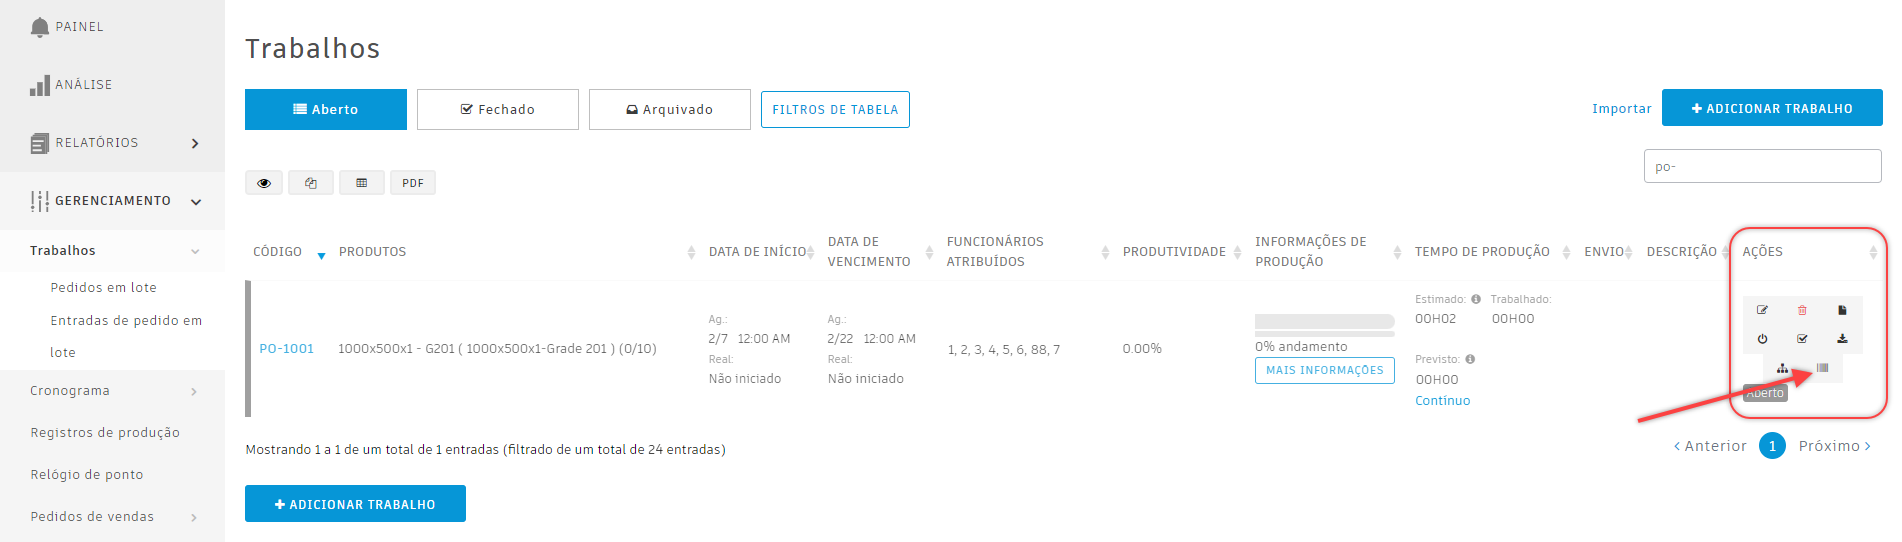 PAINEL
ANÁLISE
RELATÓRIOS
GERENCIAMENTO
Trabalhos
Pedidos em lote
Entradas de pedido em
lote
Cronograma
Registros de produção
Relógio de ponto
Pedidos de vendas
Trabalhos
Aberto
Fechado
Arquivado
FILTROS DE TABELA
Importar
ADICIONAR TRABALHO
po-
PDF
CÓDIGO
PRODUTOS
DATA DE INÍCIO
DATA DE
VENCIMENTO
FUNCIONÁRIOS
ATRIBUÍDOS
PRODUTIVIDADE
INFORMAÇÕES DE
PRODUÇÃO
TEMPO DE PRODUÇÃO
ENVIO
DESCRIÇÃO
AÇÕES
PO-1001
1000x500x1 - G201 ( 1000x500x1-Grade 201 ) (0/10)
Ag.:
2/7 12:00 AM
Real:
Não iniciado
Ag.:
2/22 12:00 AM
Real:
Não iniciado
1, 2, 3, 4, 5, 6, 88, 7
0.00%
0% andamento
MAIS INFORMAÇÕES
Estimado: Trabalhado:
00H02 00H00
Previsto:
00H00
Contínuo
Aberto
Mostrando 1 a 1 de um total de 1 entradas (filtrado de um total de 24 entradas)
Anterior 1 Próximo
ADICIONAR TRABALHO